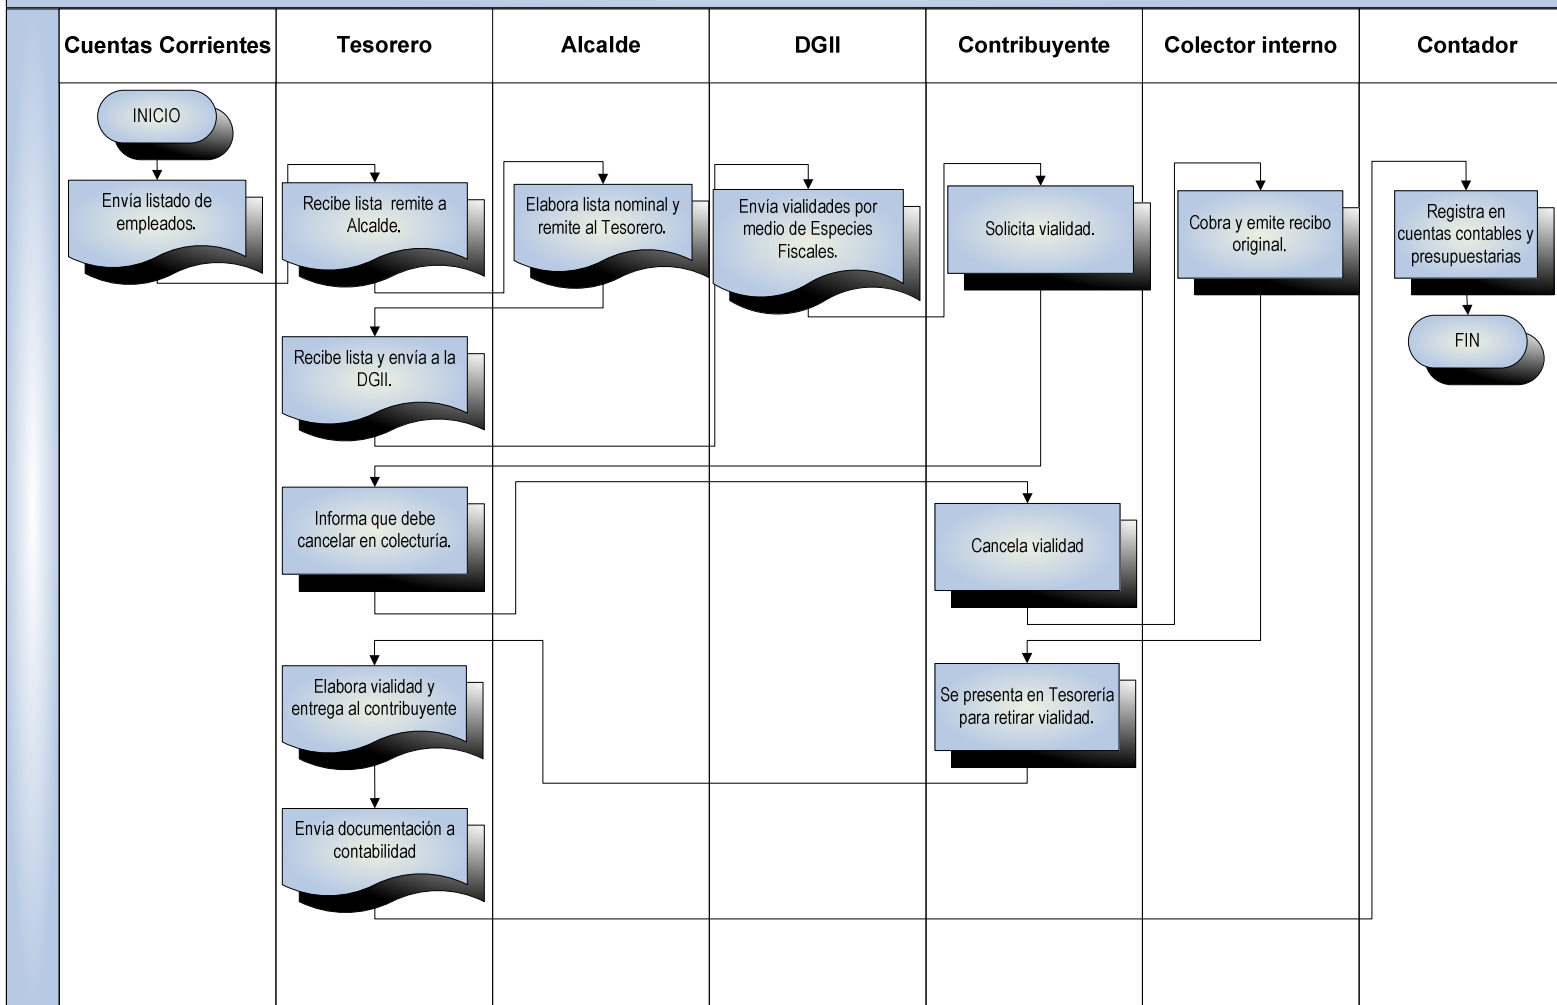 Cuentas Corrientes
Tesorero
Alcalde
DGII
Contribuyente
Colector interno
Contador
INICIO
Envía listado de
empleados.
Recibe lista  remite a
Alcalde.
Elabora lista nominal y
remite al Tesorero.
Envía vialidades por
medio de Especies
Fiscales.
Solicita vialidad.
Cobra y emite recibo
original.
Registra en
cuentas contables y
presupuestarias
FIN
Recibe lista y envía a la
DGII.
Informa que debe
cancelar en colecturía.
Cancela vialidad
Elabora vialidad y
entrega al contribuyente
Se presenta en Tesorería
para retirar vialidad.
Envía documentación a
contabilidad